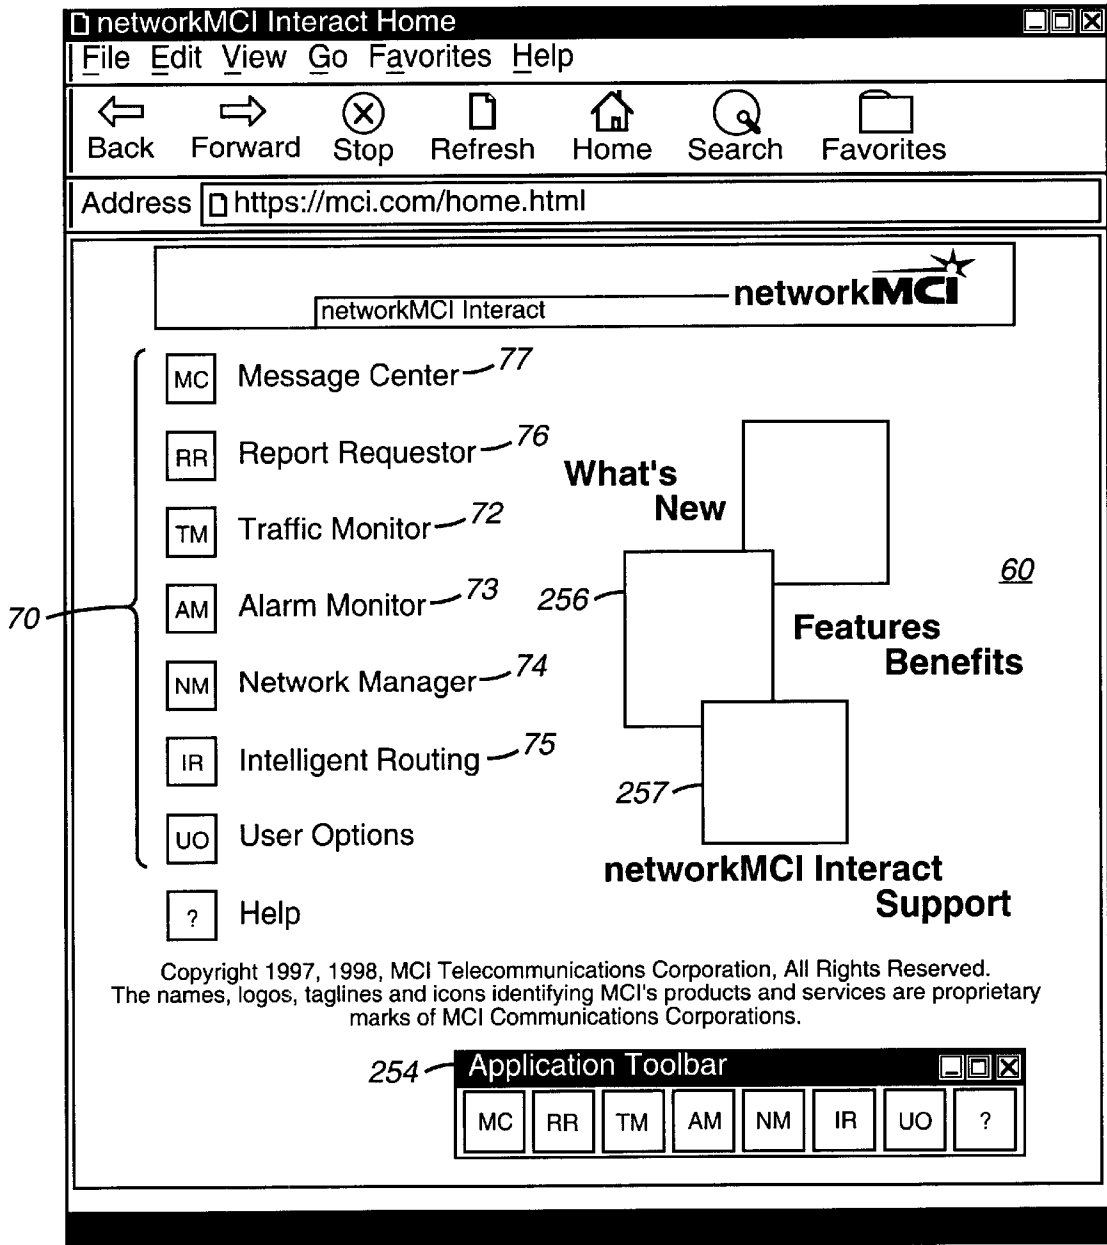 networkMCI Interact Home
File Edit View Go Favorites Help
Back Forward Stop Refresh Home Search Favorites
Address https://mci.com/home.html
networkMCI
networkMCI Interact
MC Message Center 77
RR Report Requestor 76
TM Traffic Monitor 72
AM Alarm Monitor 73
NM Network Manager 74
IR Intelligent Routing 75
UO User Options
? Help
70
What's
New
60
256
Features
Benefits
257
networkMCI Interact
Support
Copyright 1997, 1998, MCI Telecommunications Corporation, All Rights Reserved.
The names, logos, taglines and icons identifying MCI's products and services are proprietary
marks of MCI Communications Corporations.
254 Application Toolbar
MC RR TM AM NM IR UO ?